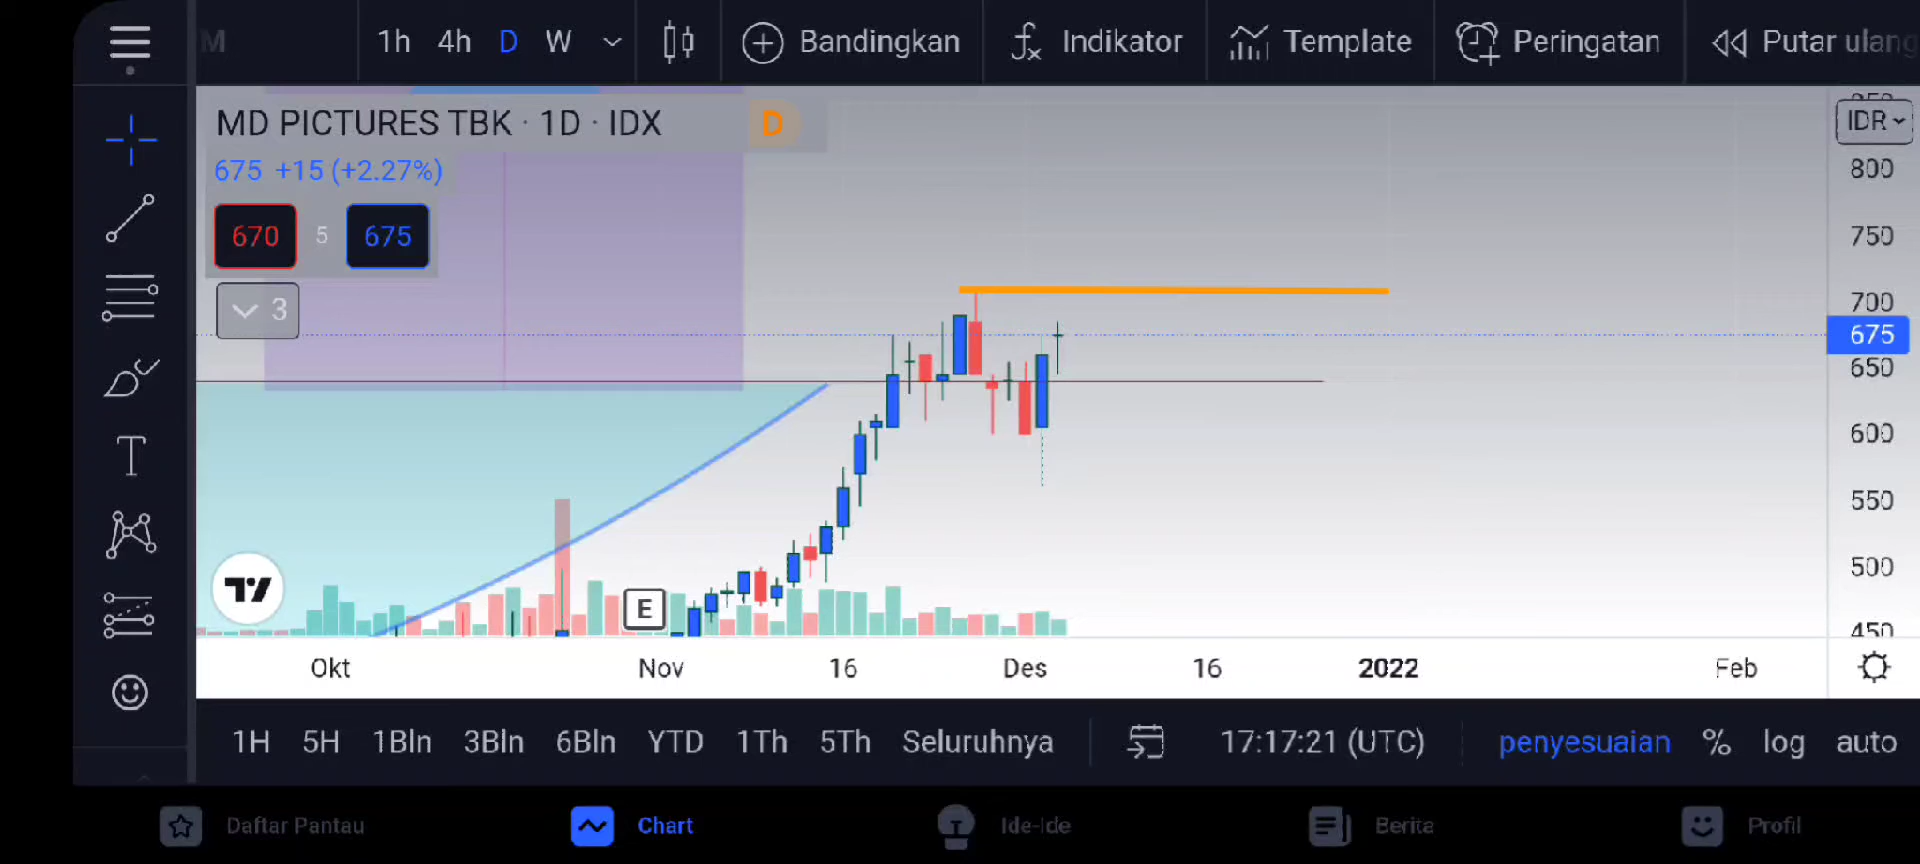 M 1h 4h D W Bandingkan Indikator Template Peringatan Putar ulang
MD PICTURES TBK · 1D · IDX D
IDR
675 +15 (+2.27%)
800
670 5 675
750
3
700
675
650
600
550
500
450
E
Okt Nov 16 Des 16 2022 Feb
T
1H 5H 1Bln 3Bln 6Bln YTD 1Th 5Th Seluruhnya 17:17:21 (UTC) penyesuaian % log auto
Daftar Pantau Chart Ide-Ide Berita Profil